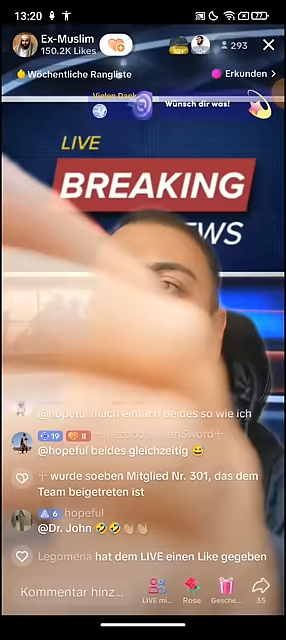 13:20
77
Ex-Muslim
150.2K Likes
293
Wöchentliche Rangliste
Erkunden >
Vielen Dank
Wünsch dir was!
LIVE
BREAKING
NEWS
@hopeful mach einfach beides so wie ich
19 II
@hopeful beides gleichzeitig 😅
wurde soeben Mitglied Nr. 301, das dem
Team beigetreten ist
6 hopeful
@Dr. John 🤣🤣👏🏼👏🏼
Legomena hat dem LIVE einen Like gegeben
Kommentar hinz...
LIVE mi...
Rose
Gesche...
35